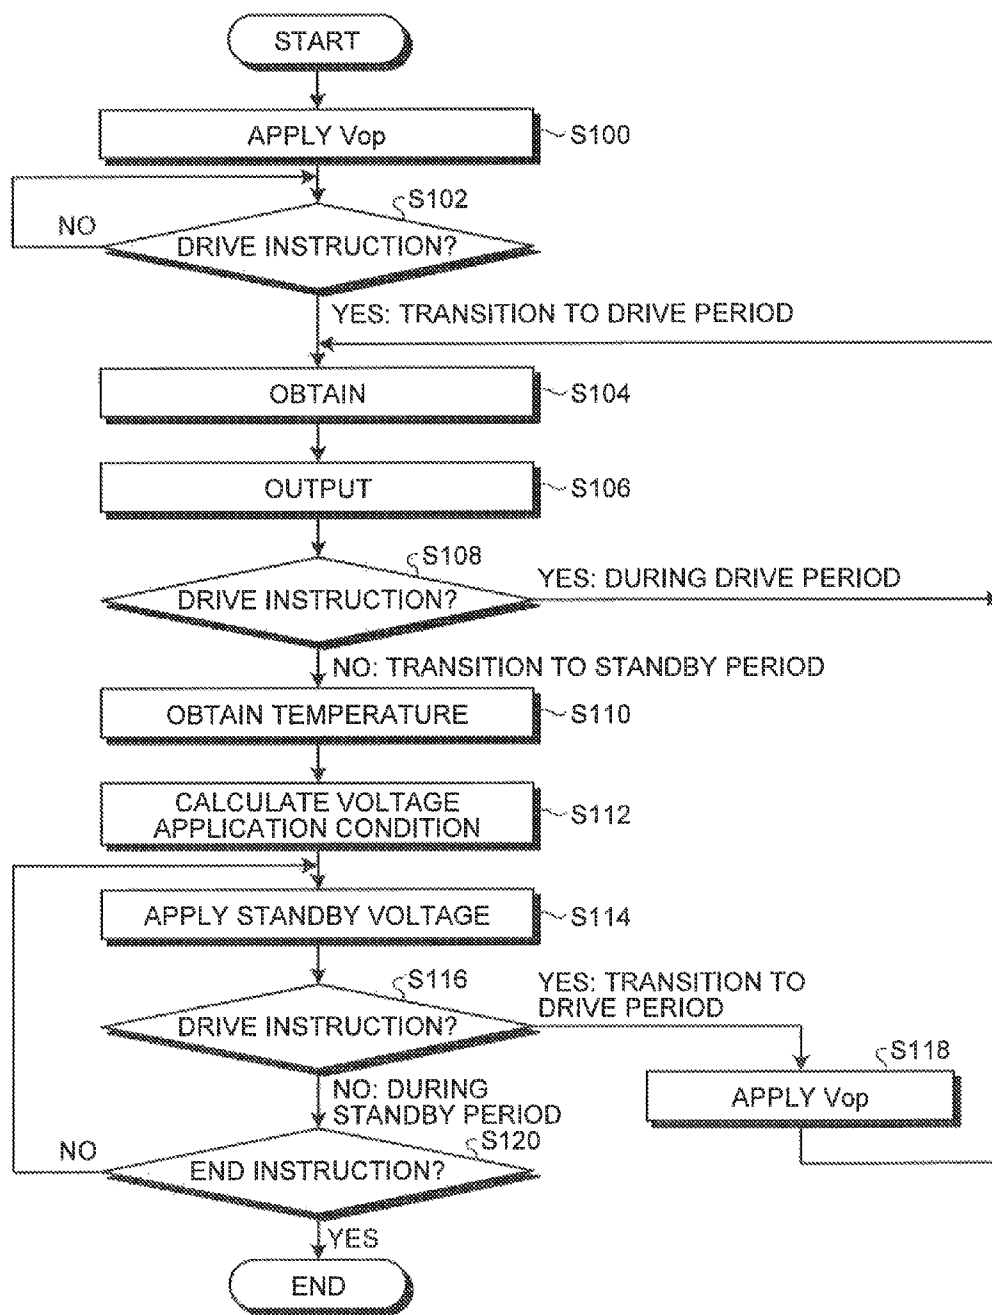 START
APPLY Vop
S100
S102
NO
DRIVE INSTRUCTION?
YES: TRANSITION TO DRIVE PERIOD
OBTAIN
S104
OUTPUT
S106
S108
DRIVE INSTRUCTION?
YES: DURING DRIVE PERIOD
NO: TRANSITION TO STANDBY PERIOD
OBTAIN TEMPERATURE
S110
CALCULATE VOLTAGE
APPLICATION CONDITION
S112
APPLY STANDBY VOLTAGE
S114
S116
DRIVE INSTRUCTION?
YES: TRANSITION TO
DRIVE PERIOD
S118
APPLY Vop
NO: DURING
STANDBY PERIOD
S120
NO
END INSTRUCTION?
YES
END